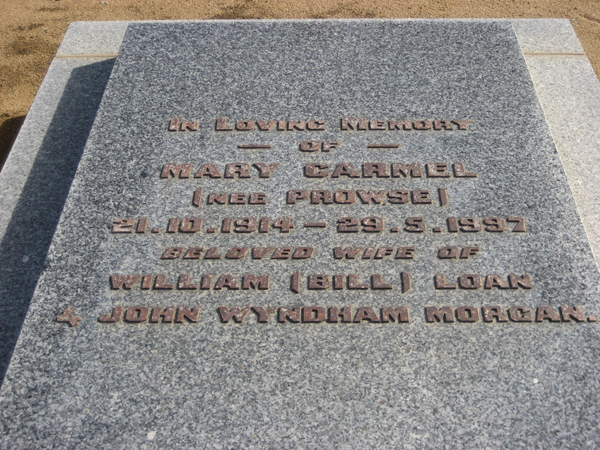 In Loving Memory
— OF —
MARY CARMEL
(NEE PROWSE)
21.10.1914 – 29.5.1997
BELOVED WIFE OF
WILLIAM (BILL) LOAN
& JOHN WYNDHAM MORGAN.